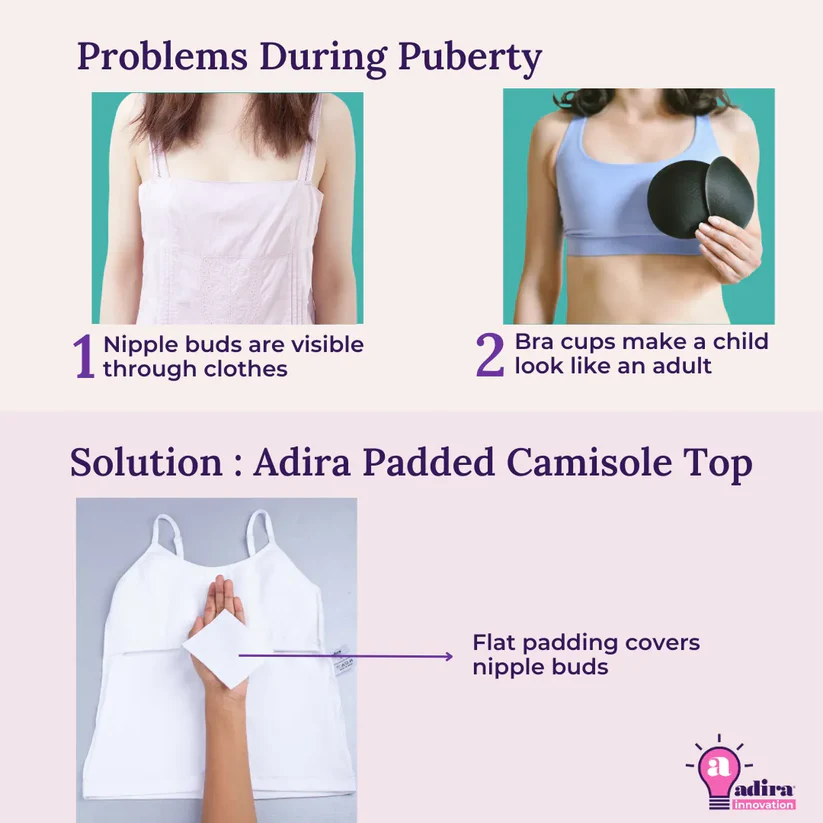 Problems During Puberty
1 Nipple buds are visible
through clothes
2 Bra cups make a child
look like an adult
Solution : Adira Padded Camisole Top
Flat padding covers
nipple buds
a
adira
innovation